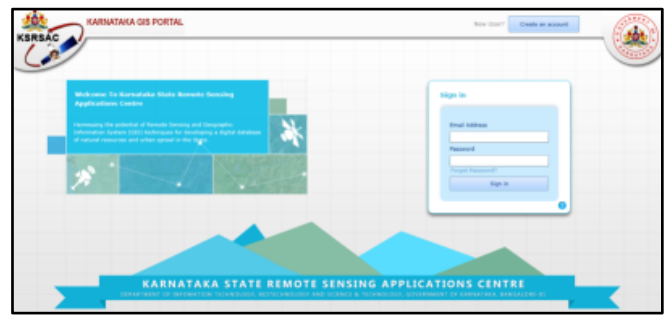 KSRSAC
KARNATAKA GIS PORTAL
New User? Create an account
Welcome To Karnataka State Remote Sensing
Applications Centre
Harnessing the potential of Remote Sensing and Geographic
Information System (GIS) techniques for developing a digital database
of natural resources and urban sprawl in the State.
Sign in
Email Address
Password
Forgot Password?
Sign in
KARNATAKA STATE REMOTE SENSING APPLICATIONS CENTRE
DEPARTMENT OF INFORMATION TECHNOLOGY, BIOTECHNOLOGY AND SCIENCE & TECHNOLOGY, GOVERNMENT OF KARNATAKA, BANGALORE-01